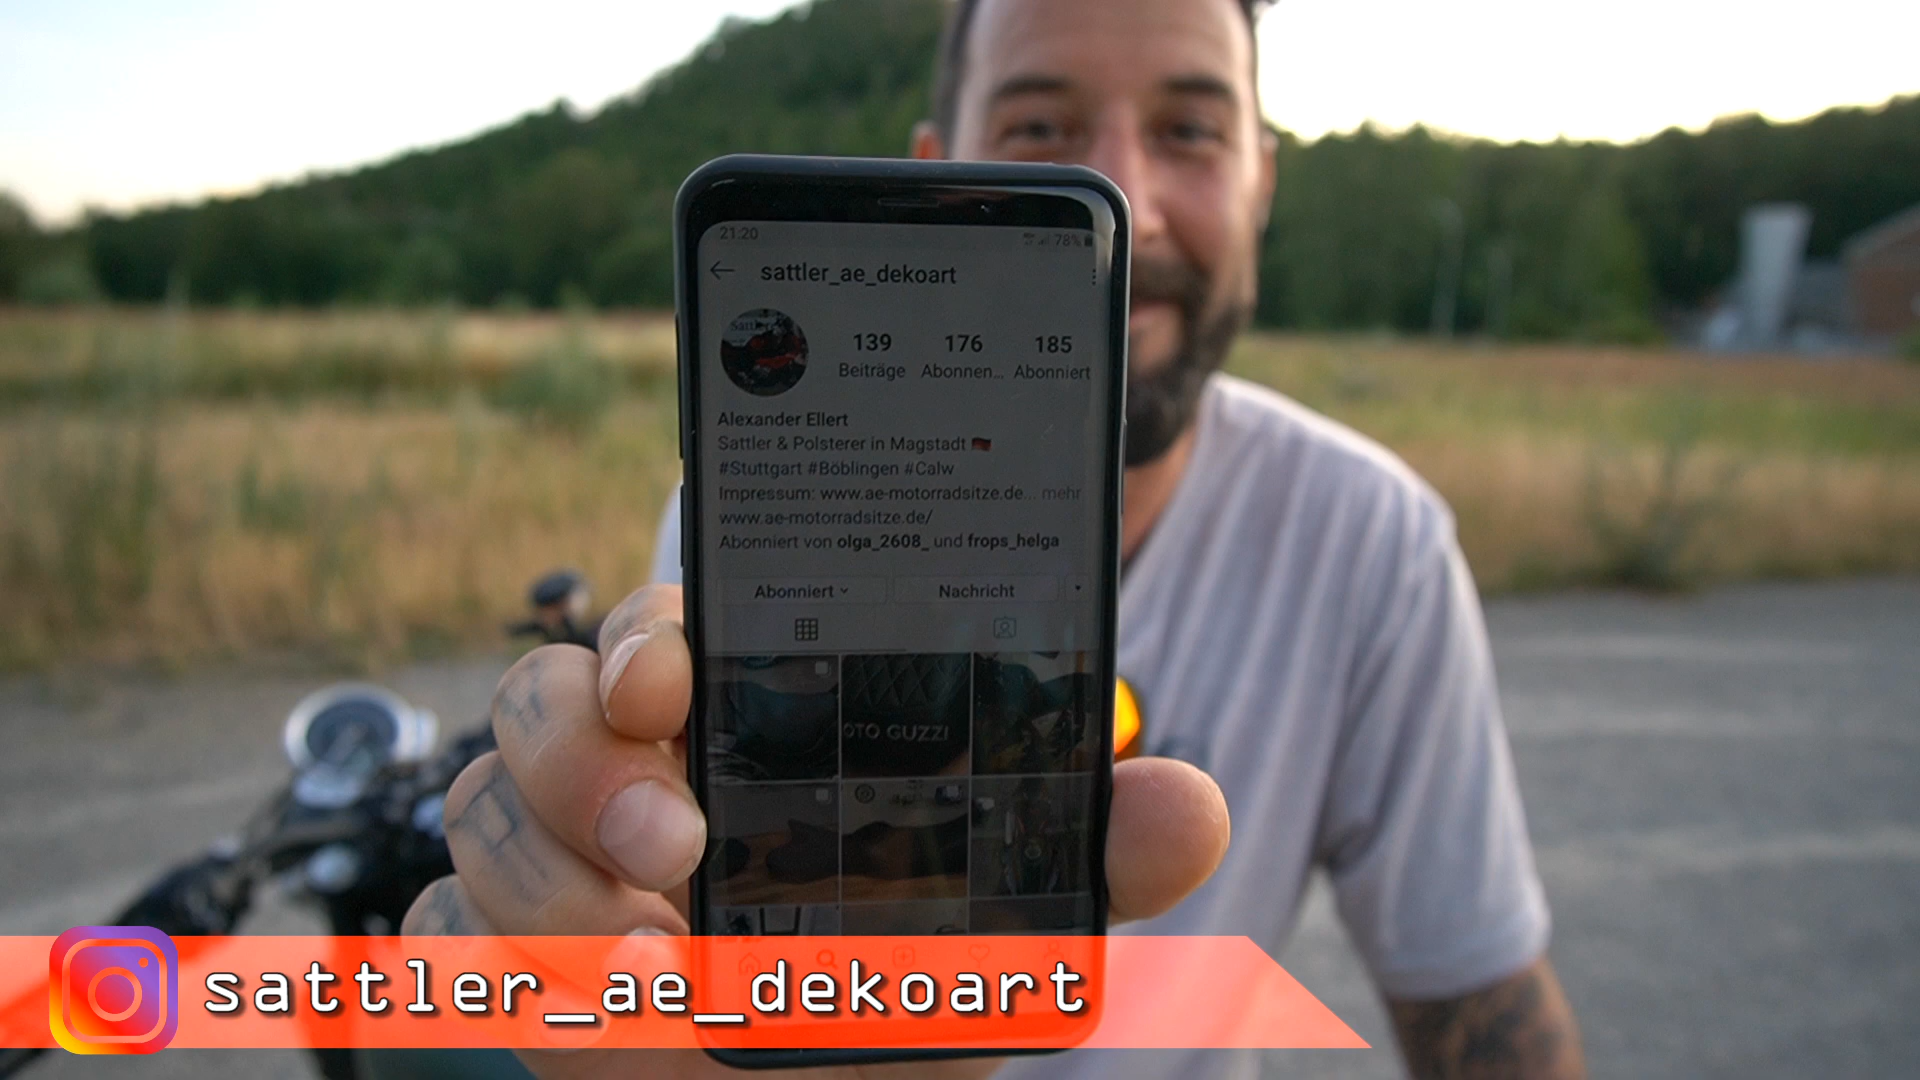 21:20 78%
sattler_ae_dekoart
Sattler
139 176 185
Beiträge Abonnen... Abonniert
Alexander Ellert
Sattler & Polsterer in Magstadt
#Stuttgart #Böblingen #Calw
Impressum: www.ae-motorradsitze.de... mehr
www.ae-motorradsitze.de/
Abonniert von olga_2608_ und frops_helga
Abonniert Nachricht
OTO GUZZI
sattler_ae_dekoart